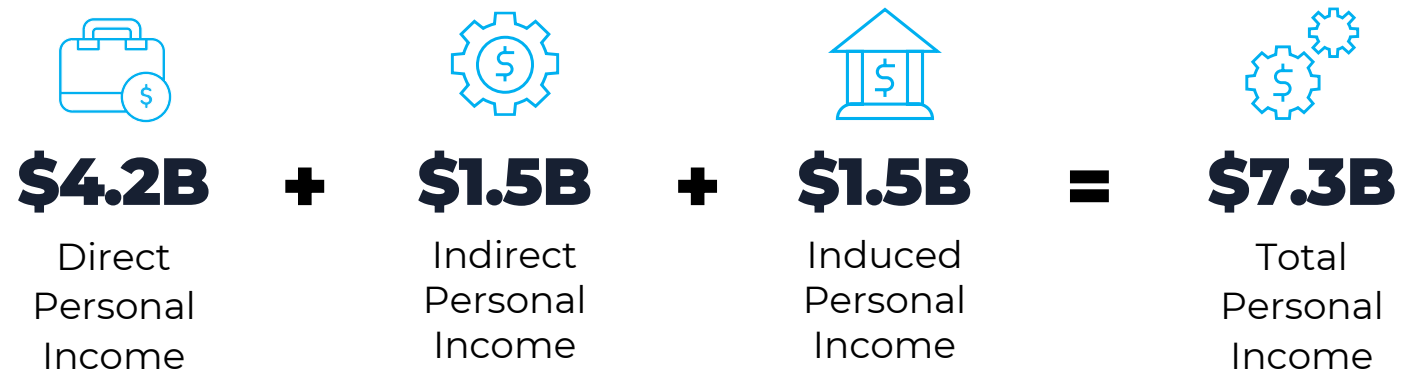 $
$
$
$
$4.2B + $1.5B + $1.5B = $7.3B
Direct
Personal
Income
Indirect
Personal
Income
Induced
Personal
Income
Total
Personal
Income